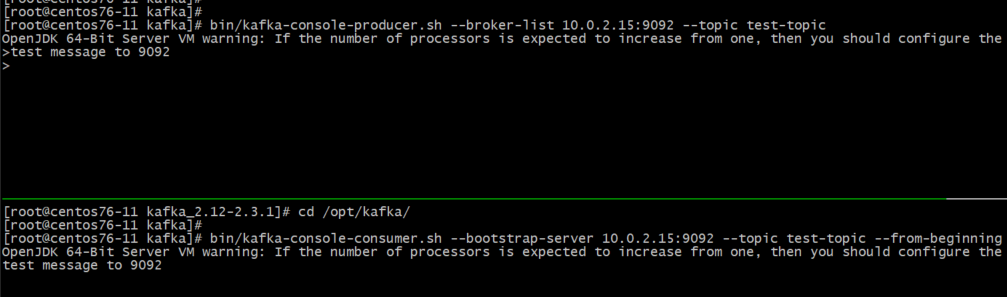 [root@centos76-11 kafka]#
[root@centos76-11 kafka]#
[root@centos76-11 kafka]# bin/kafka-console-producer.sh --broker-list 10.0.2.15:9092 --topic test-topic
OpenJDK 64-Bit Server VM warning: If the number of processors is expected to increase from one, then you should configure the
>test message to 9092
>
[root@centos76-11 kafka_2.12-2.3.1]# cd /opt/kafka/
[root@centos76-11 kafka]#
[root@centos76-11 kafka]# bin/kafka-console-consumer.sh --bootstrap-server 10.0.2.15:9092 --topic test-topic --from-beginning
OpenJDK 64-Bit Server VM warning: If the number of processors is expected to increase from one, then you should configure the
test message to 9092